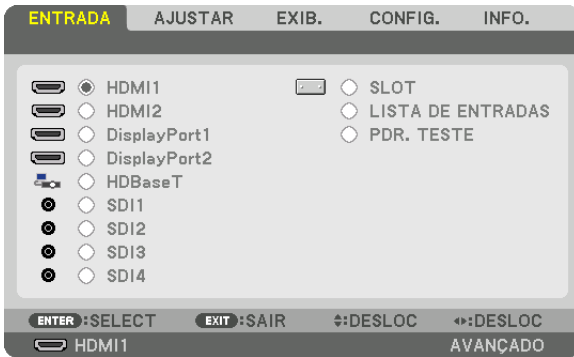 ENTRADA AJUSTAR EXIB. CONFIG. INFO.
HDMI1
HDMI2
DisplayPort1
DisplayPort2
HDBaseT
SDI1
SDI2
SDI3
SDI4
SLOT
LISTA DE ENTRADAS
PDR. TESTE
ENTER :SELECT EXIT :SAIR :DESLOC :DESLOC
HDMI1 AVANÇADO